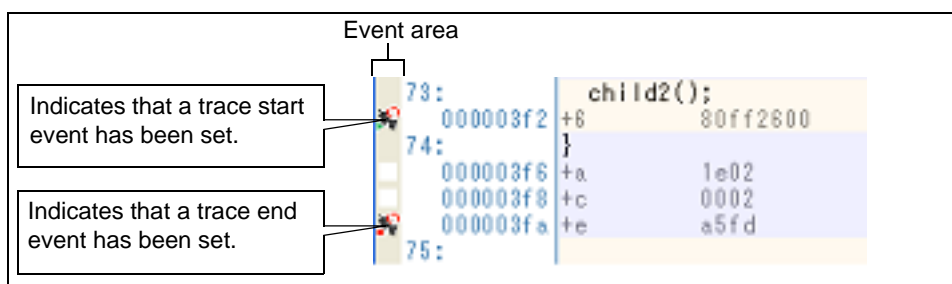 Event area
73: child2();
Indicates that a trace start
event has been set.
000003f2 +6 80ff2600
74: }
000003f6 +a 1e02
000003f8 +c 0002
Indicates that a trace end
event has been set.
000003fa +e a5fd
75: